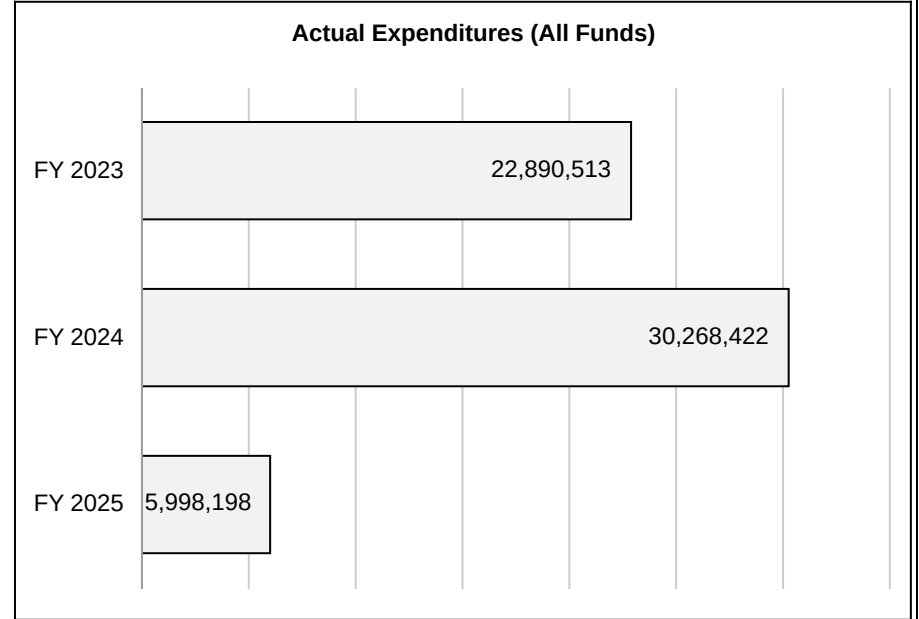 Actual Expenditures (All Funds)
FY 2023 22,890,513
FY 2024 30,268,422
FY 2025 5,998,198